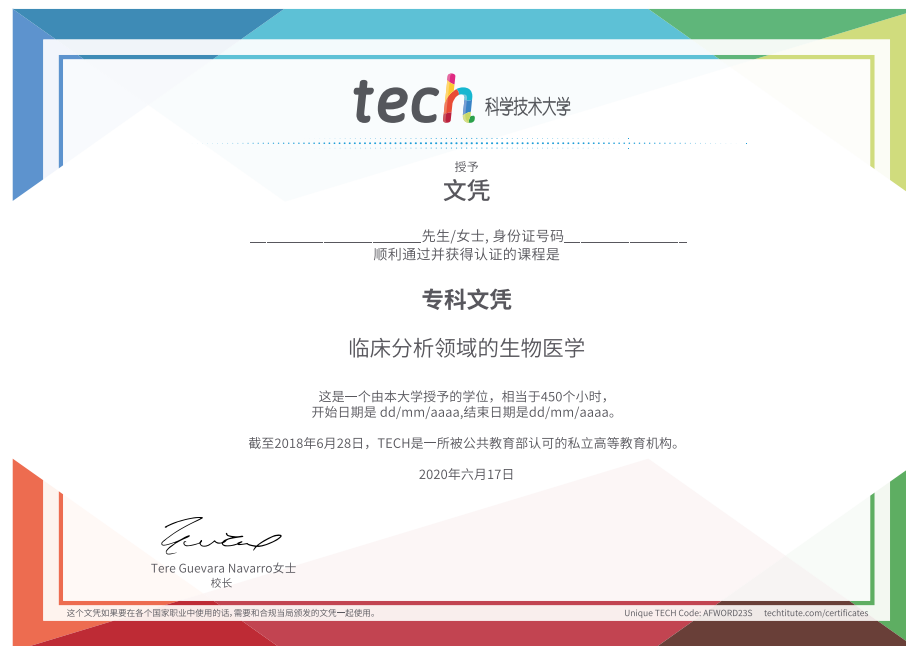 tech 科学技术大学
授予
文凭
______________________先生/女士, 身份证号码________________
顺利通过并获得认证的课程是
专科文凭
临床分析领域的生物医学
这是一个由本大学授予的学位，相当于450个小时，
开始日期是 dd/mm/aaaa,结束日期是dd/mm/aaaa。
截至2018年6月28日，TECH是一所被公共教育部认可的私立高等教育机构。
2020年六月17日
Tere Guevara Navarro女士
校长
这个文凭如果要在各个国家职业中使用的话,需要和合规当局颁发的文凭一起使用。
Unique TECH Code: AFWORD23S techtitute.com/certificates